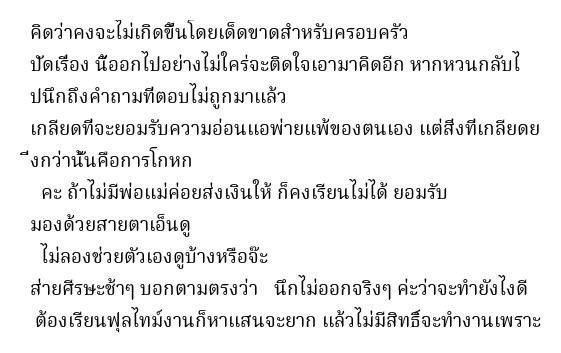 คิดว่าคงจะไม่เกิดขึ้นโดยเด็ดขาดสำหรับครอบครัว
ปัดเรื่อง นี้ออกไปอย่างไม่ใคร่จะติดใจเอามาคิดอีก หากหวนกลับไ
ปนึกถึงคำถามที่ตอบไม่ถูกมาแล้ว
เกลียดที่จะยอมรับความอ่อนแอพ่ายแพ้ของตนเอง แต่สิ่งที่เกลียดย
ิ่งกว่านั้นคือการโกหก
คะ ถ้าไม่มีพ่อแม่ค่อยส่งเงินให้ ก็คงเรียนไม่ได้ ยอมรับ
มองด้วยสายตาเอ็นดู
ไม่ลองช่วยตัวเองดูบ้างหรือจ๊ะ
ส่ายศีรษะช้าๆ บอกตามตรงว่า นึกไม่ออกจริงๆ ค่ะว่าจะทำยังไงดี
ต้องเรียนฟุลไทม์งานก็หาแสนจะยาก แล้วไม่มีสิทธิ์จะทำงานเพราะ